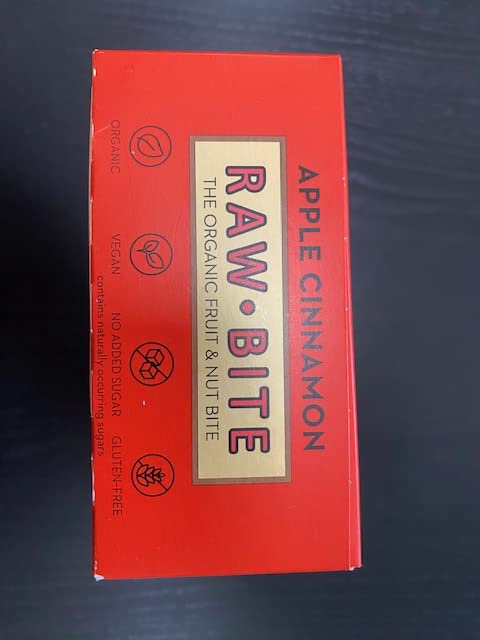 APPLE CINNAMON
RAW•BITE
THE ORGANIC FRUIT & NUT BITE
ORGANIC
VEGAN
NO ADDED SUGAR
GLUTEN-FREE
contains naturally occurring sugars